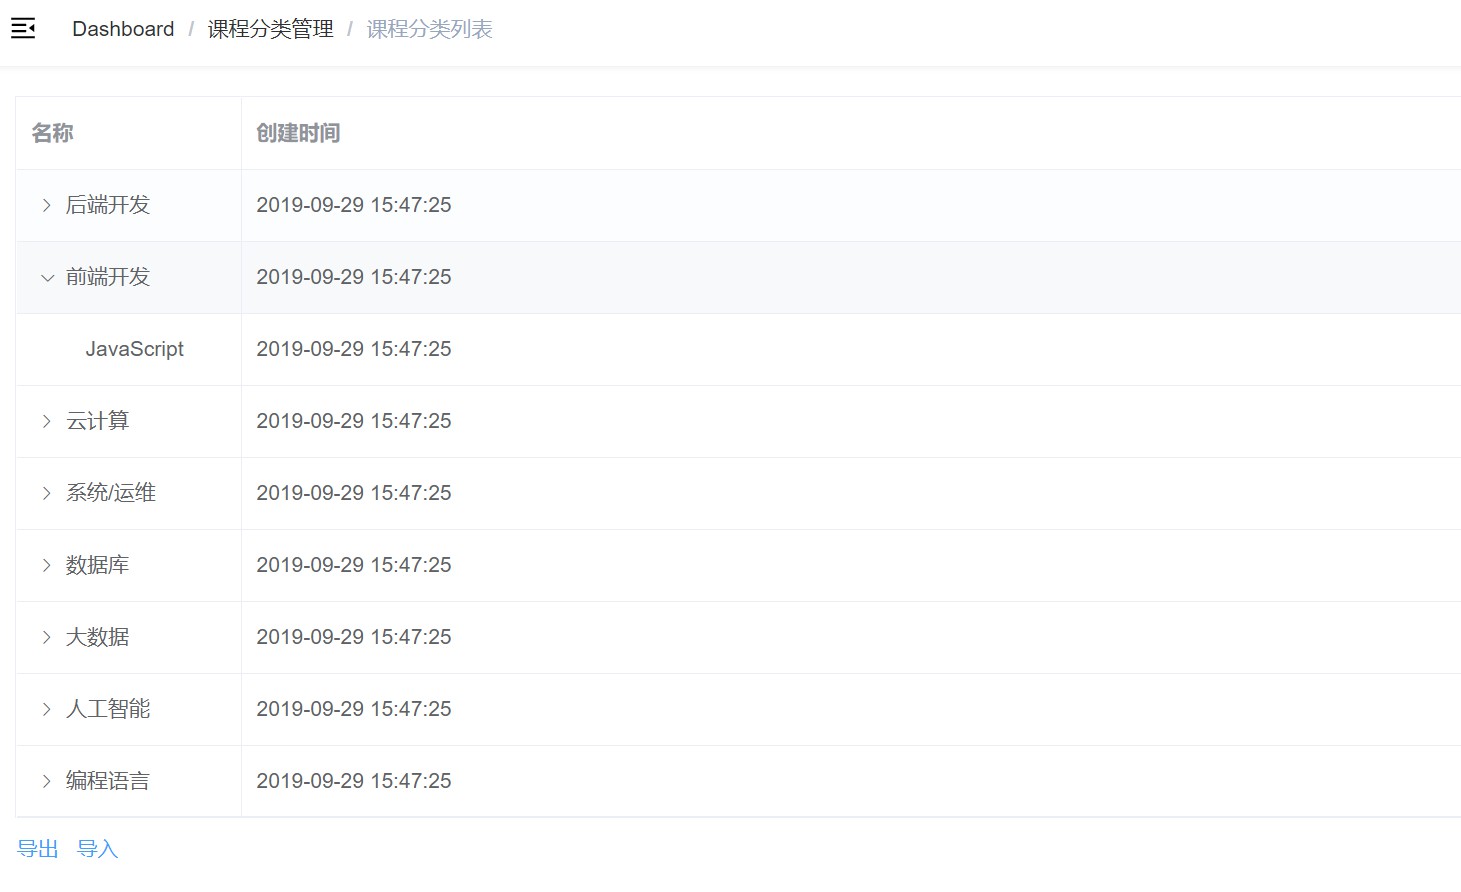 Dashboard / 课程分类管理 / 课程分类列表
名称 创建时间
后端开发 2019-09-29 15:47:25
前端开发 2019-09-29 15:47:25
JavaScript 2019-09-29 15:47:25
云计算 2019-09-29 15:47:25
系统/运维 2019-09-29 15:47:25
数据库 2019-09-29 15:47:25
大数据 2019-09-29 15:47:25
人工智能 2019-09-29 15:47:25
编程语言 2019-09-29 15:47:25
导出 导入